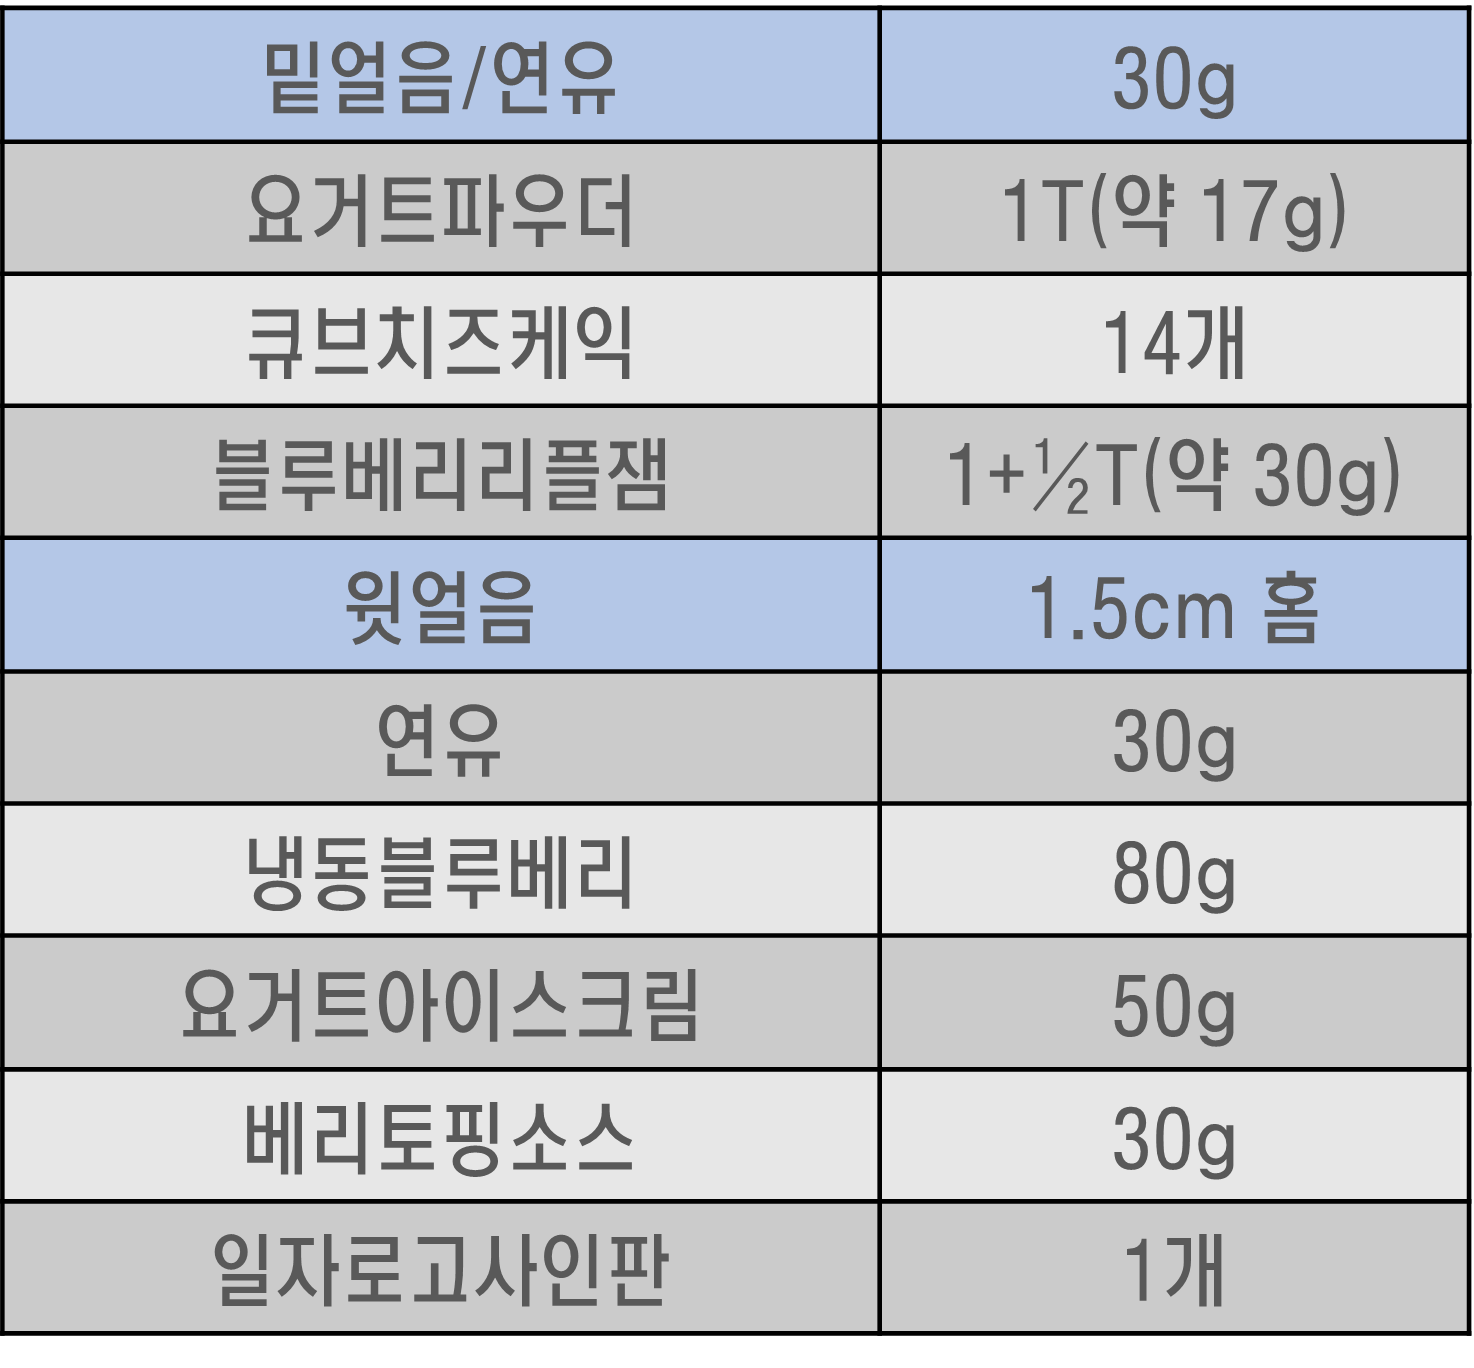 밑얼음/연유 30g
요거트파우더 1T(약 17g)
큐브치즈케익 14개
블루베리리플잼 1+½T(약 30g)
윗얼음 1.5cm 홈
연유 30g
냉동블루베리 80g
요거트아이스크림 50g
베리토핑소스 30g
일자로고사인판 1개